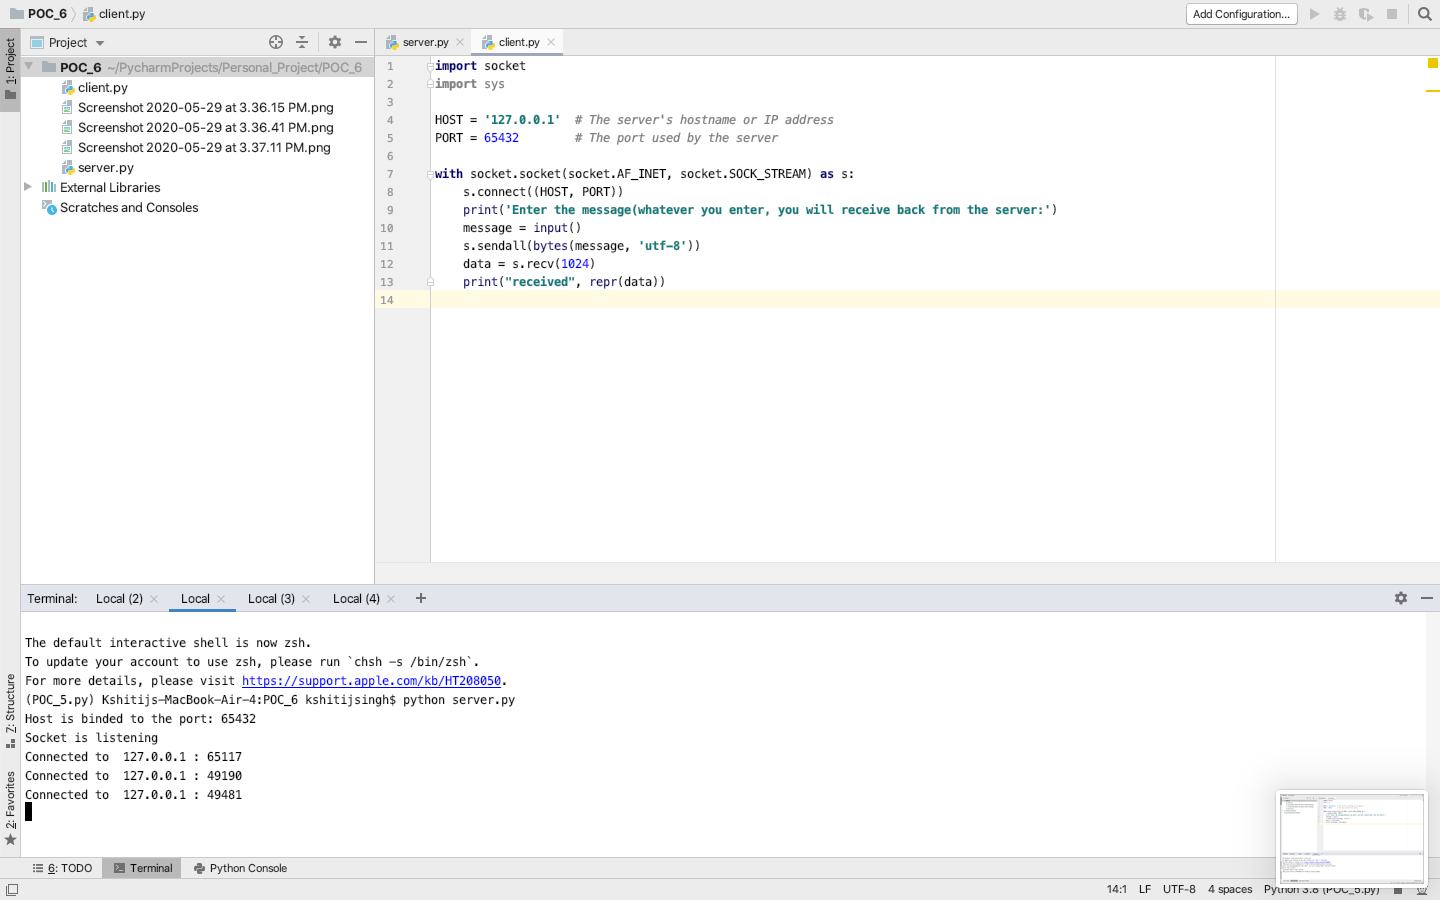 POC_6 client.py
Add Configuration...
1: Project
Project
server.py
client.py
POC_6 ~/PycharmProjects/Personal_Project/POC_6
client.py
Screenshot 2020-05-29 at 3.36.15 PM.png
Screenshot 2020-05-29 at 3.36.41 PM.png
Screenshot 2020-05-29 at 3.37.11 PM.png
server.py
External Libraries
Scratches and Consoles
1 import socket
2 import sys
3
4 HOST = '127.0.0.1'  # The server's hostname or IP address
5 PORT = 65432        # The port used by the server
6
7 with socket.socket(socket.AF_INET, socket.SOCK_STREAM) as s:
8     s.connect((HOST, PORT))
9     print('Enter the message(whatever you enter, you will receive back from the server:')
10     message = input()
11     s.sendall(bytes(message, 'utf-8'))
12     data = s.recv(1024)
13     print("received", repr(data))
14
Terminal: Local (2) Local Local (3) Local (4)
The default interactive shell is now zsh.
To update your account to use zsh, please run `chsh -s /bin/zsh`.
For more details, please visit https://support.apple.com/kb/HT208050.
(POC_5.py) Kshitijs-MacBook-Air-4:POC_6 kshitijsingh$ python server.py
Host is binded to the port: 65432
Socket is listening
Connected to  127.0.0.1 : 65117
Connected to  127.0.0.1 : 49190
Connected to  127.0.0.1 : 49481
Z: Structure
2: Favorites
6: TODO Terminal Python Console
14:1 LF UTF-8 4 spaces Python 3.8 (POC_5.py)